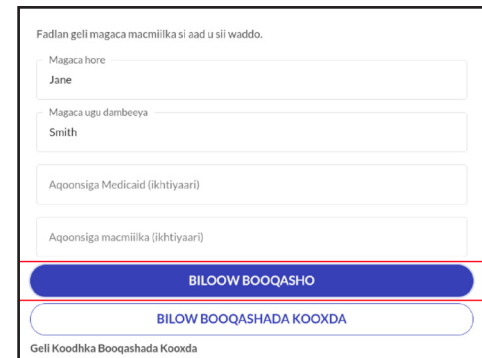 Fadlan geli magaca macmiilka si aad u sii waddo.
Magaca hore
Jane
Magaca ugu dambeeya
Smith
Aqoonsiga Medicaid (ikhtiyaari)
Aqoonsiga macmiilka (ikhtiyaari)
BILOOW BOOQASHO
BILOW BOOQASHADA KOOXDA
Geli Koodhka Booqashada Kooxda